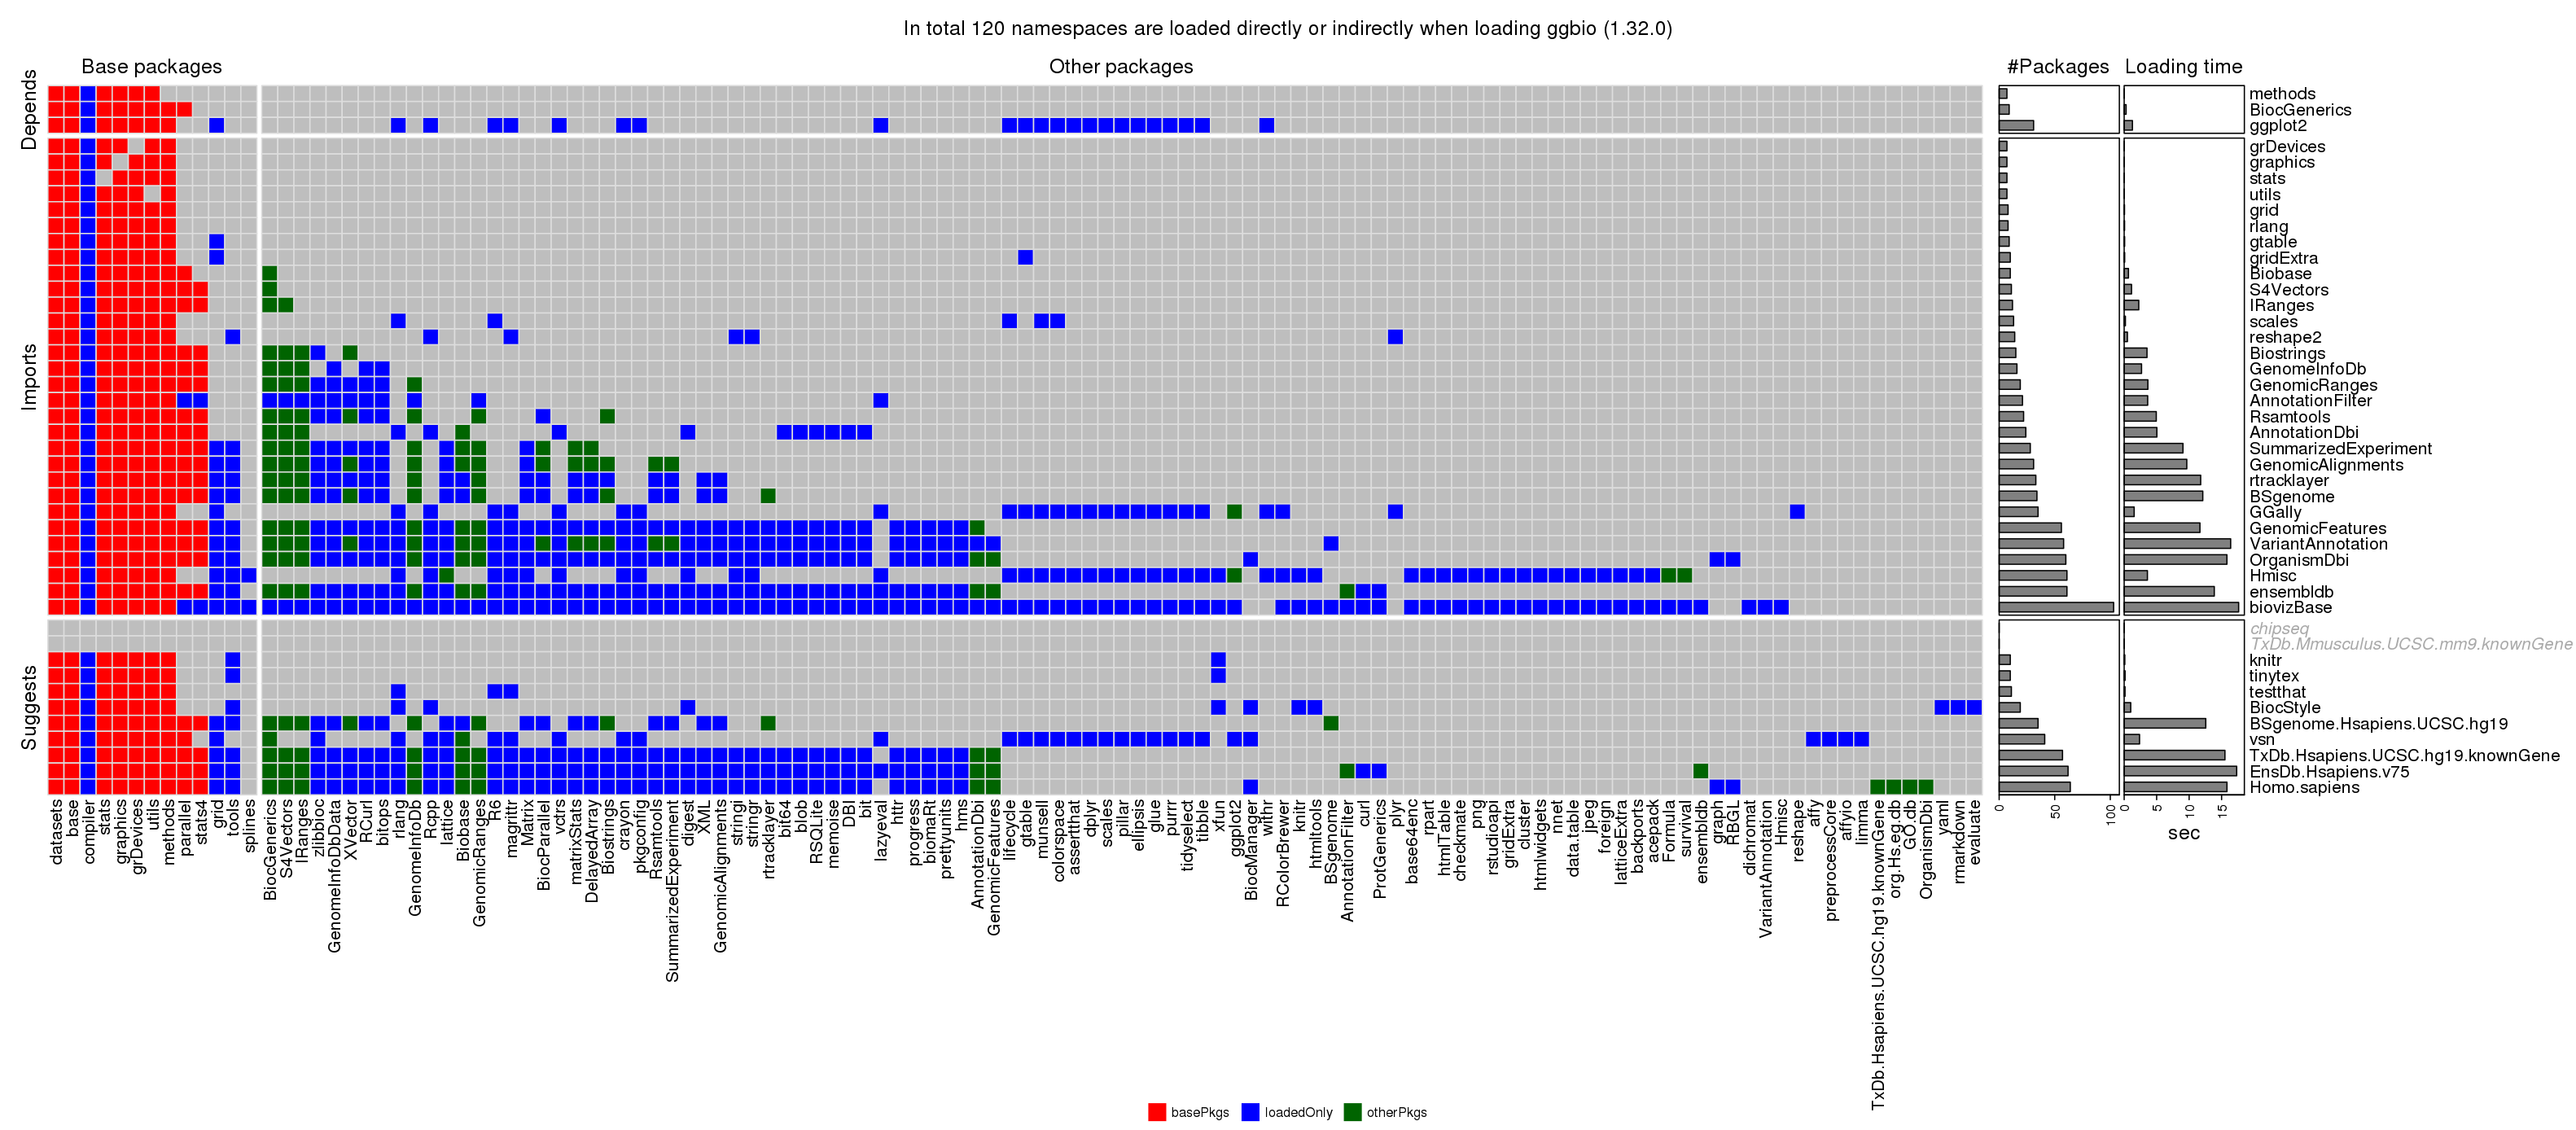 In total 120 namespaces are loaded directly or indirectly when loading ggbio (1.32.0)
Base packages
Other packages
#Packages
Loading time
Depends
methods
BiocGenerics
ggplot2
Imports
grDevices
graphics
stats
utils
grid
rlang
gtable
gridExtra
Biobase
S4Vectors
IRanges
scales
reshape2
Biostrings
GenomeInfoDb
GenomicRanges
AnnotationFilter
Rsamtools
AnnotationDbi
SummarizedExperiment
GenomicAlignments
rtracklayer
BSgenome
GGally
GenomicFeatures
VariantAnnotation
OrganismDbi
Hmisc
ensembldb
biovizBase
Suggests
chipseq
TxDb.Mmusculus.UCSC.mm9.knownGene
knitr
tinytex
testthat
BiocStyle
BSgenome.Hsapiens.UCSC.hg19
vsn
TxDb.Hsapiens.UCSC.hg19.knownGene
EnsDb.Hsapiens.v75
Homo.sapiens
datasets
base
compiler
stats
graphics
grDevices
utils
methods
parallel
stats4
grid
tools
splines
BiocGenerics
S4Vectors
IRanges
zlibbioc
GenomeInfoDbData
XVector
RCurl
bitops
rlang
GenomeInfoDb
Rcpp
lattice
Biobase
GenomicRanges
R6
magrittr
Matrix
BiocParallel
vctrs
matrixStats
DelayedArray
Biostrings
crayon
pkgconfig
Rsamtools
SummarizedExperiment
digest
XML
GenomicAlignments
stringi
stringr
rtracklayer
bit64
blob
RSQLite
memoise
DBI
bit
lazyeval
httr
progress
biomaRt
prettyunits
hms
AnnotationDbi
GenomicFeatures
lifecycle
gtable
munsell
colorspace
assertthat
dplyr
scales
pillar
ellipsis
glue
purrr
tidyselect
tibble
xfun
ggplot2
BiocManager
withr
RColorBrewer
knitr
htmltools
BSgenome
AnnotationFilter
curl
ProtGenerics
plyr
base64enc
rpart
htmlTable
checkmate
png
rstudioapi
gridExtra
cluster
htmlwidgets
nnet
data.table
jpeg
foreign
latticeExtra
backports
acepack
Formula
survival
ensembldb
graph
RBGL
dichromat
VariantAnnotation
Hmisc
reshape
affy
preprocessCore
affyio
limma
TxDb.Hsapiens.UCSC.hg19.knownGene
org.Hs.eg.db
GO.db
OrganismDbi
yaml
rmarkdown
evaluate
0
50
100
0
5
10
15
sec
basePkgs
loadedOnly
otherPkgs